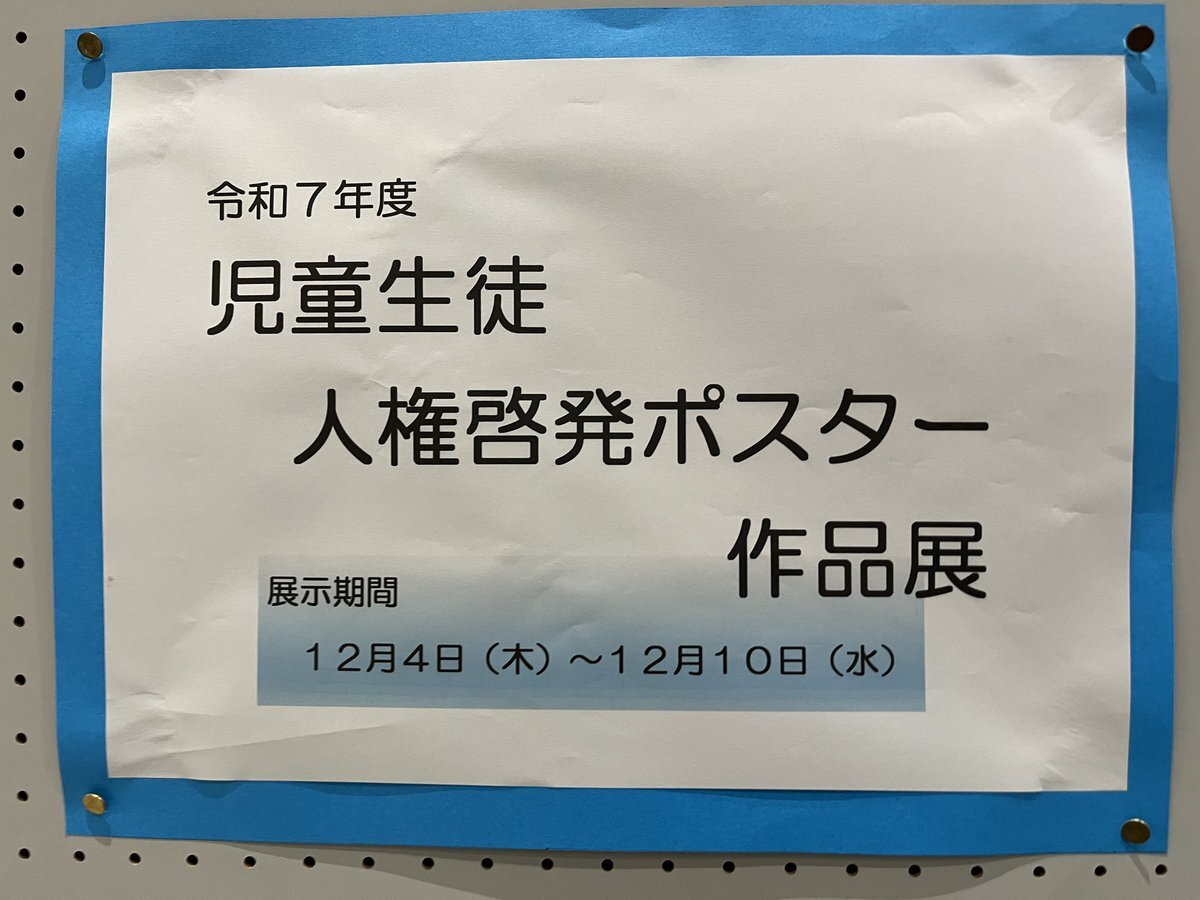 令和７年度
児童生徒
人権啓発ポスター
作品展
展示期間
１２月４日（木）～１２月１０日（水）